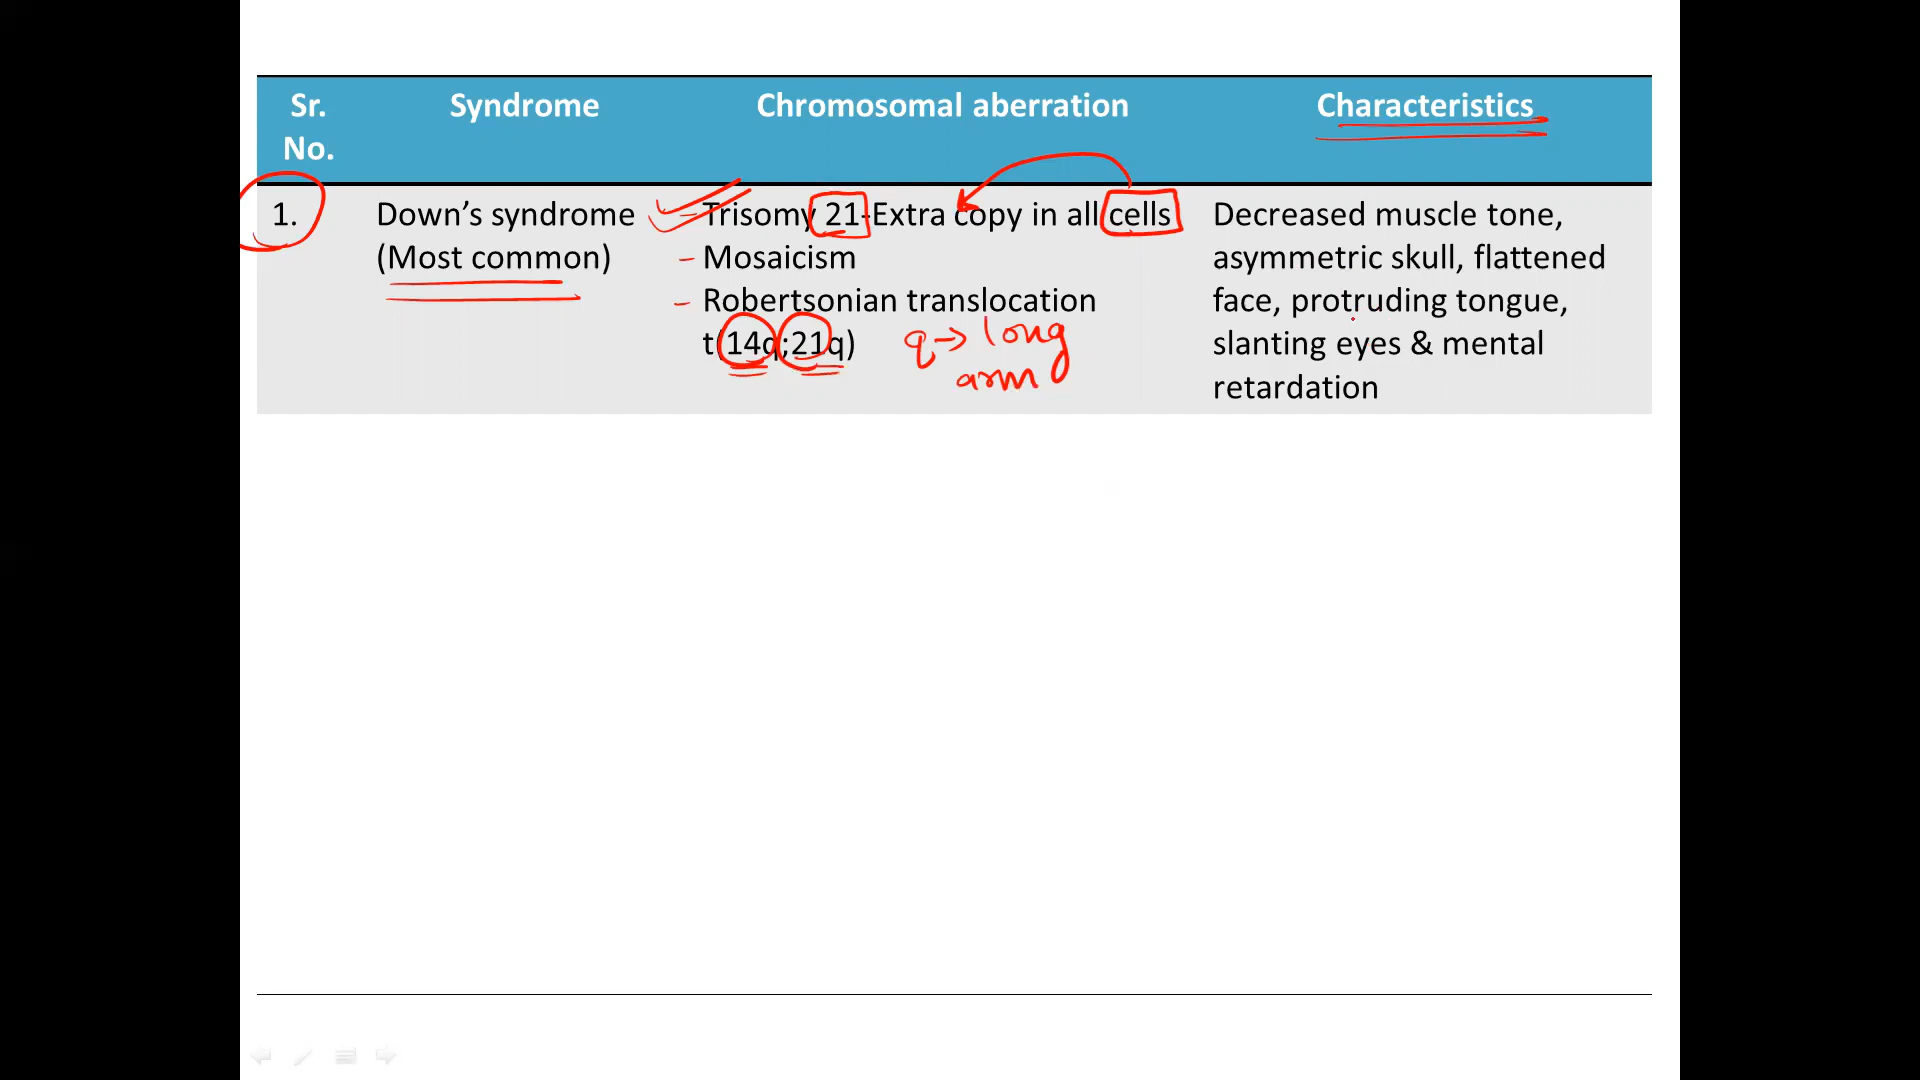 Sr. No.
Syndrome
Chromosomal aberration
Characteristics
1.
Down’s syndrome
(Most common)
- Trisomy 21-Extra copy in all cells
- Mosaicism
- Robertsonian translocation
t(14q;21q)
q → long
arm
Decreased muscle tone,
asymmetric skull, flattened
face, protruding tongue,
slanting eyes & mental
retardation